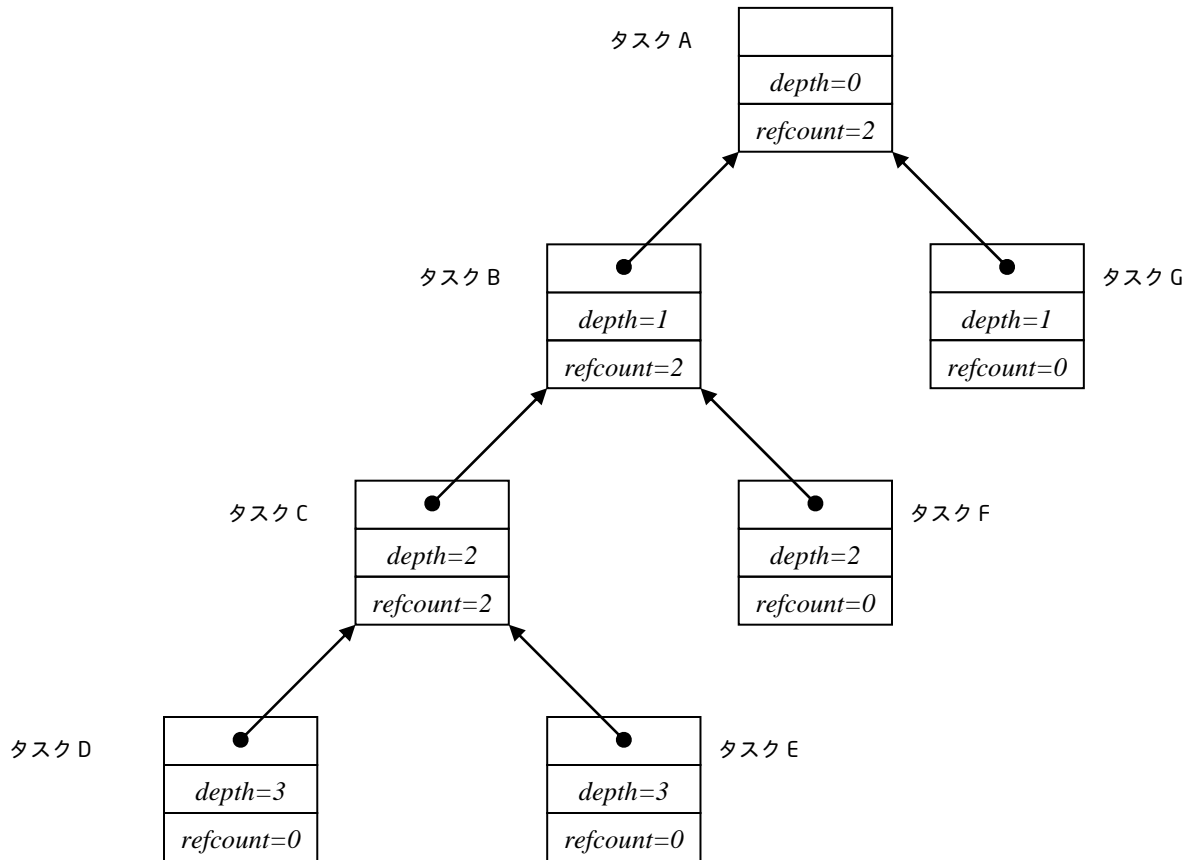 タスク A
depth=0
refcount=2
タスク B
depth=1
refcount=2
タスク G
depth=1
refcount=0
タスク C
depth=2
refcount=2
タスク F
depth=2
refcount=0
タスク D
depth=3
refcount=0
タスク E
depth=3
refcount=0